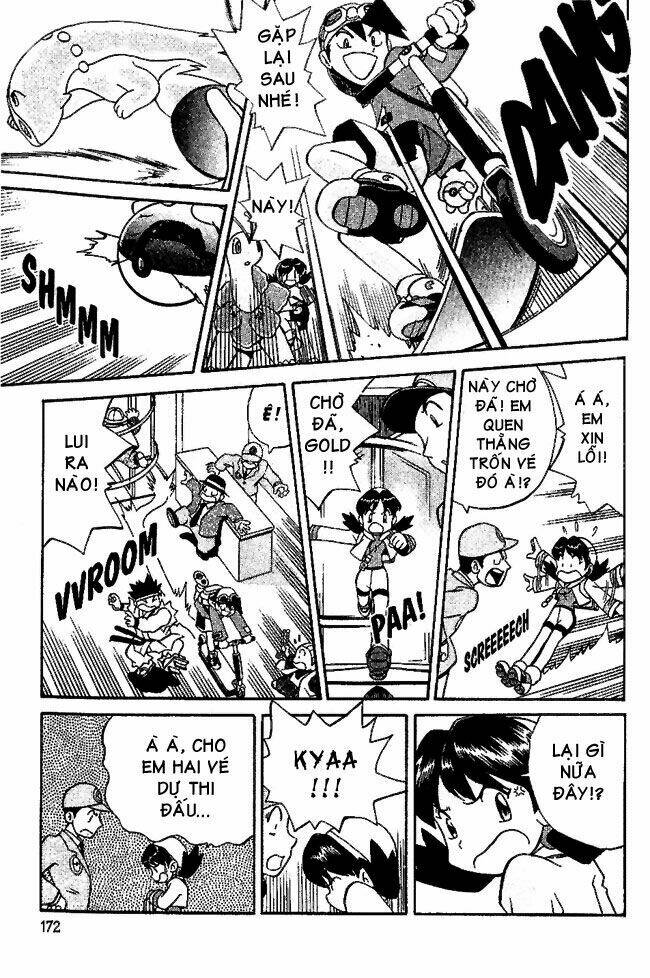 GẶP
LẠI
SAU
NHÉ!
DANG
SHMMM
NÀY!
LUI
RA
NÀO!
Ê!
VVROOM
CHỜ
ĐÃ,
GOLD
!!
PAA!
NÀY CHỜ
ĐÃ! EM
QUEN
THẰNG
TRỐN VÉ
ĐÓ À!?
Á Á,
EM
XIN
LỖI!
SCREEEEECH
À À, CHO
EM HAI VÉ
DỰ THI
ĐẤU...
KYAA
!!!
LẠI GÌ
NỮA
ĐÂY!?
172